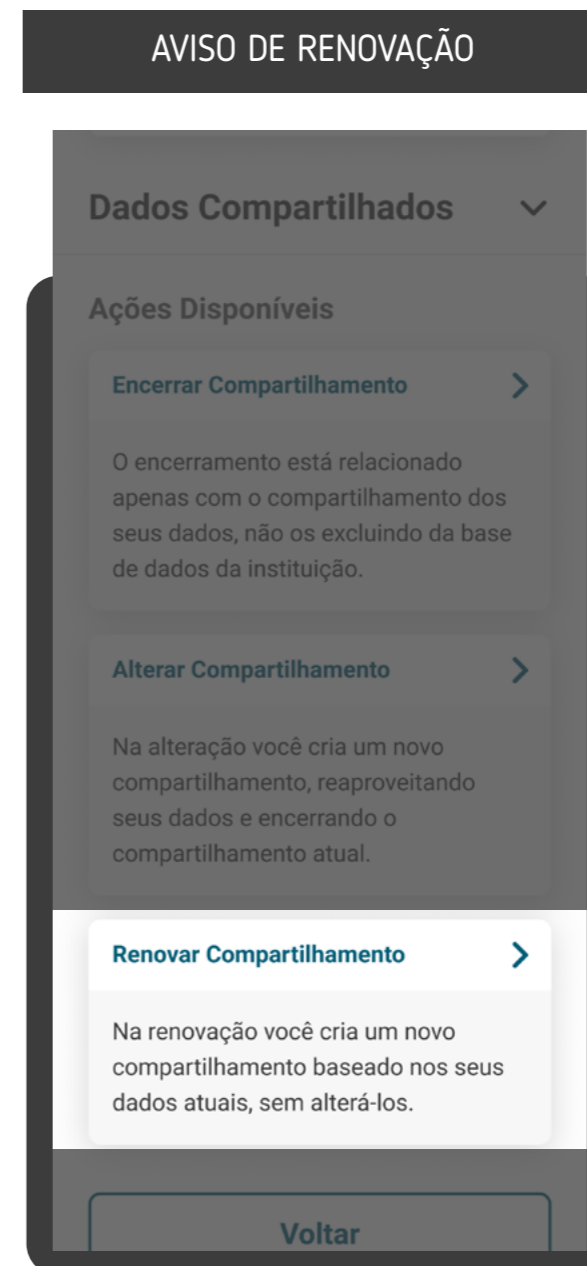 AVISO DE RENOVAÇÃO
Dados Compartilhados
Ações Disponíveis
Encerrar Compartilhamento
O encerramento está relacionado
apenas com o compartilhamento dos
seus dados, não os excluindo da base
de dados da instituição.
Alterar Compartilhamento
Na alteração você cria um novo
compartilhamento, reaproveitando
seus dados e encerrando o
compartilhamento atual.
Renovar Compartilhamento
Na renovação você cria um novo
compartilhamento baseado nos seus
dados atuais, sem alterá-los.
Voltar